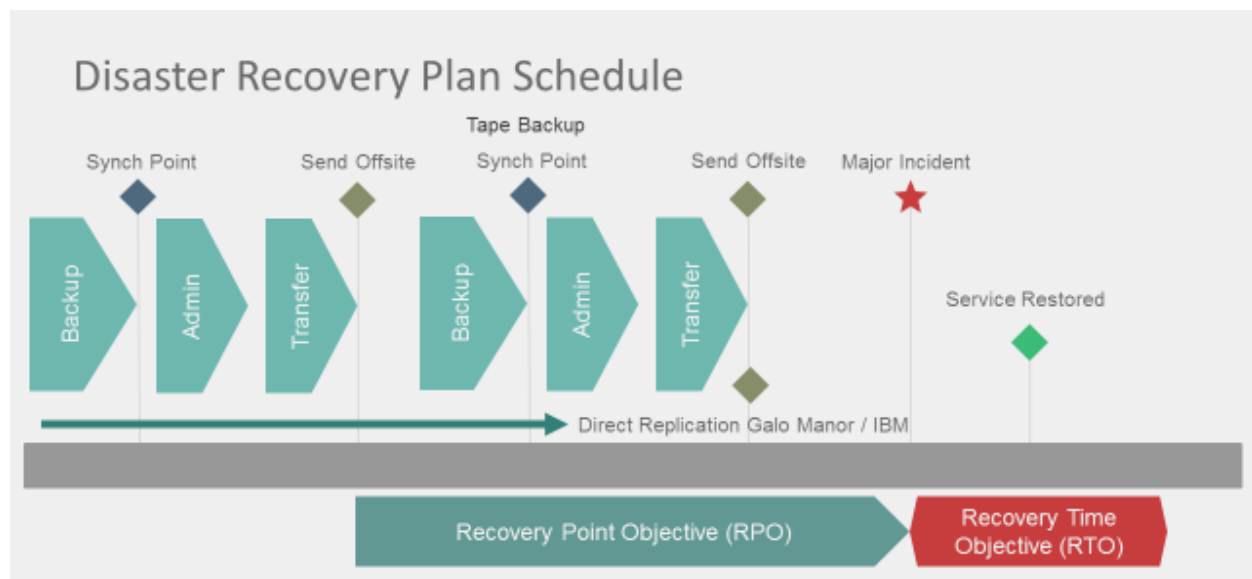 Disaster Recovery Plan Schedule
Tape Backup
Synch Point
Send Offsite
Synch Point
Send Offsite
Major Incident
Backup
Admin
Transfer
Backup
Admin
Transfer
Service Restored
Direct Replication Galo Manor / IBM
Recovery Point Objective (RPO)
Recovery Time
Objective (RTO)